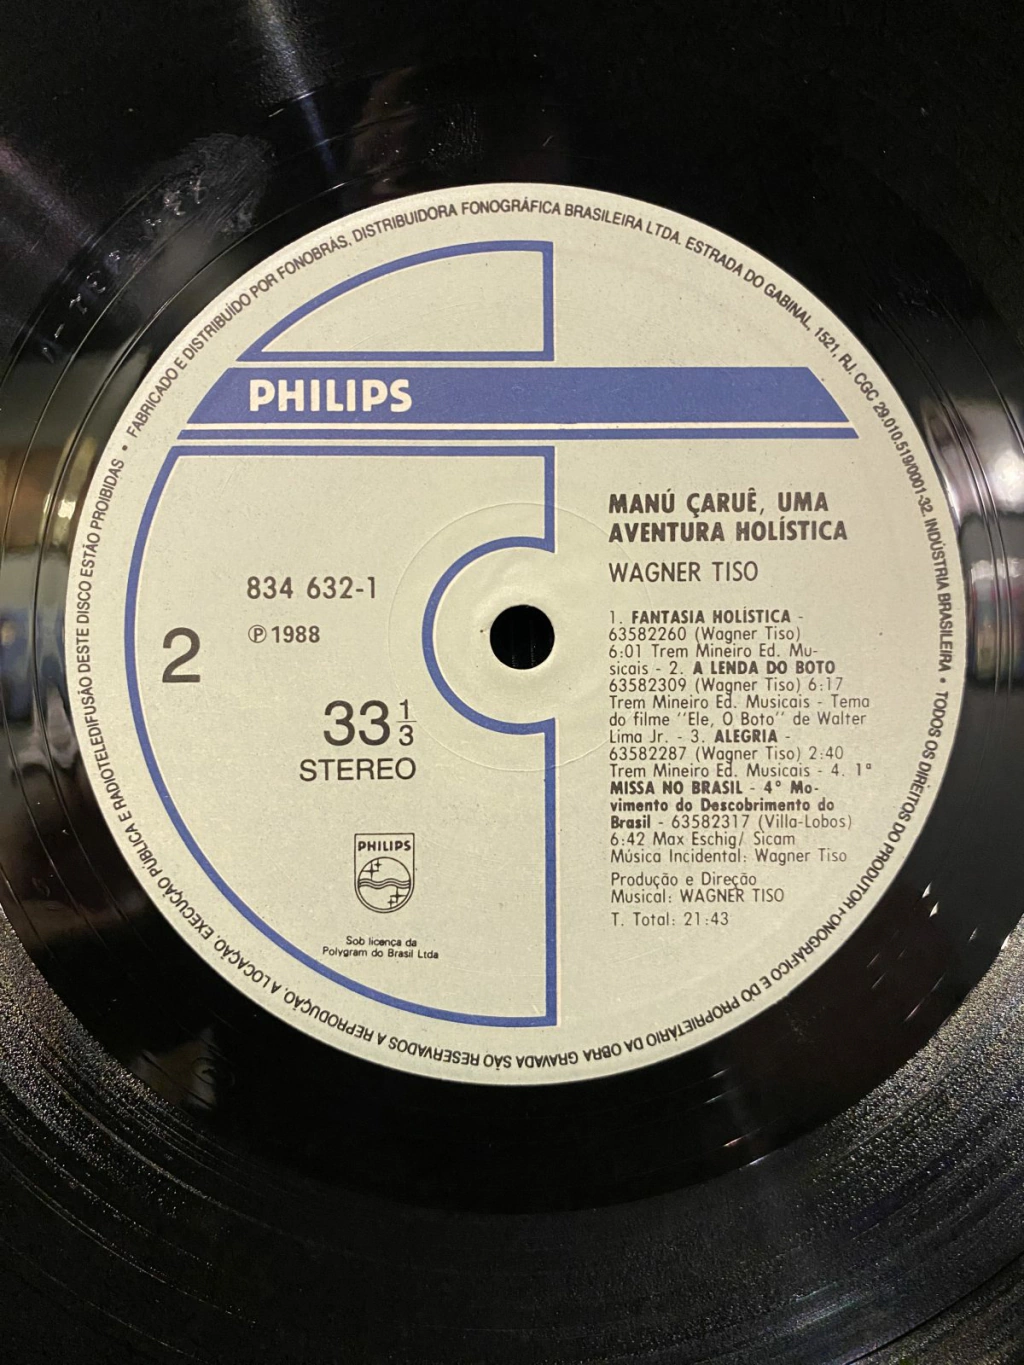 FABRICADO E DISTRIBUÍDO POR FONOBRÁS. DISTRIBUIDORA FONOGRÁFICA BRASILEIRA LTDA. ESTRADA DO GABINAL, 1521, RJ. CGC 29.010.519/0001-32. INDÚSTRIA BRASILEIRA • TODOS OS DIREITOS DO PRODUTOR FONOGRÁFICO E DO PROPRIETÁRIO DA OBRA GRAVADA SÃO RESERVADOS A REPRODUÇÃO, A LOCAÇÃO, EXECUÇÃO PÚBLICA E RADIOTELEDIFUSÃO DESTE DISCO ESTÃO PROIBIDAS •
PHILIPS
MANÚ ÇARUÊ, UMA
AVENTURA HOLÍSTICA
WAGNER TISO
834 632-1
℗ 1988
2
33 1/3
STEREO
1. FANTASIA HOLÍSTICA -
63582260 (Wagner Tiso)
6:01 Trem Mineiro Ed. Mu-
sicais - 2. A LENDA DO BOTO
63582309 (Wagner Tiso) 6:17
Trem Mineiro Ed. Musicais - Tema
do filme "Ele, O Boto" de Walter
Lima Jr. - 3. ALEGRIA -
63582287 (Wagner Tiso) 2:40
Trem Mineiro Ed. Musicais - 4. 1ª
MISSA NO BRASIL - 4º Mo-
vimento do Descobrimento do
Brasil - 63582317 (Villa-Lobos)
6:42 Max Eschig/ Sicam
Música Incidental: Wagner Tiso
Produção e Direção
Musical: WAGNER TISO
T. Total: 21:43
PHILIPS
Sob licença da
Polygram do Brasil Ltda